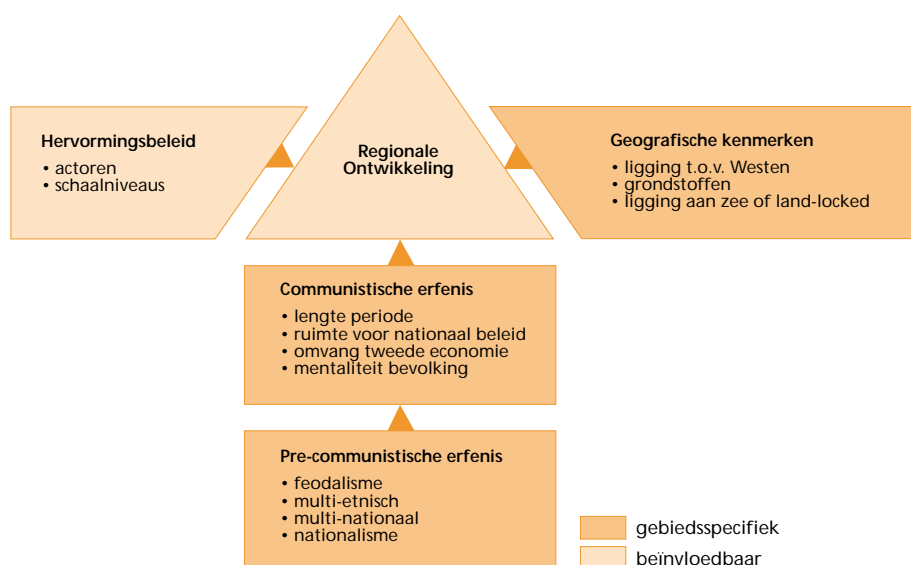 Hervormingsbeleid
• actoren
• schaalniveaus
Regionale
Ontwikkeling
Geografische kenmerken
• ligging t.o.v. Westen
• grondstoffen
• ligging aan zee of land-locked
Communistische erfenis
• lengte periode
• ruimte voor nationaal beleid
• omvang tweede economie
• mentaliteit bevolking
Pre-communistische erfenis
• feodalisme
• multi-etnisch
• multi-nationaal
• nationalisme
gebiedsspecifiek
beïnvloedbaar